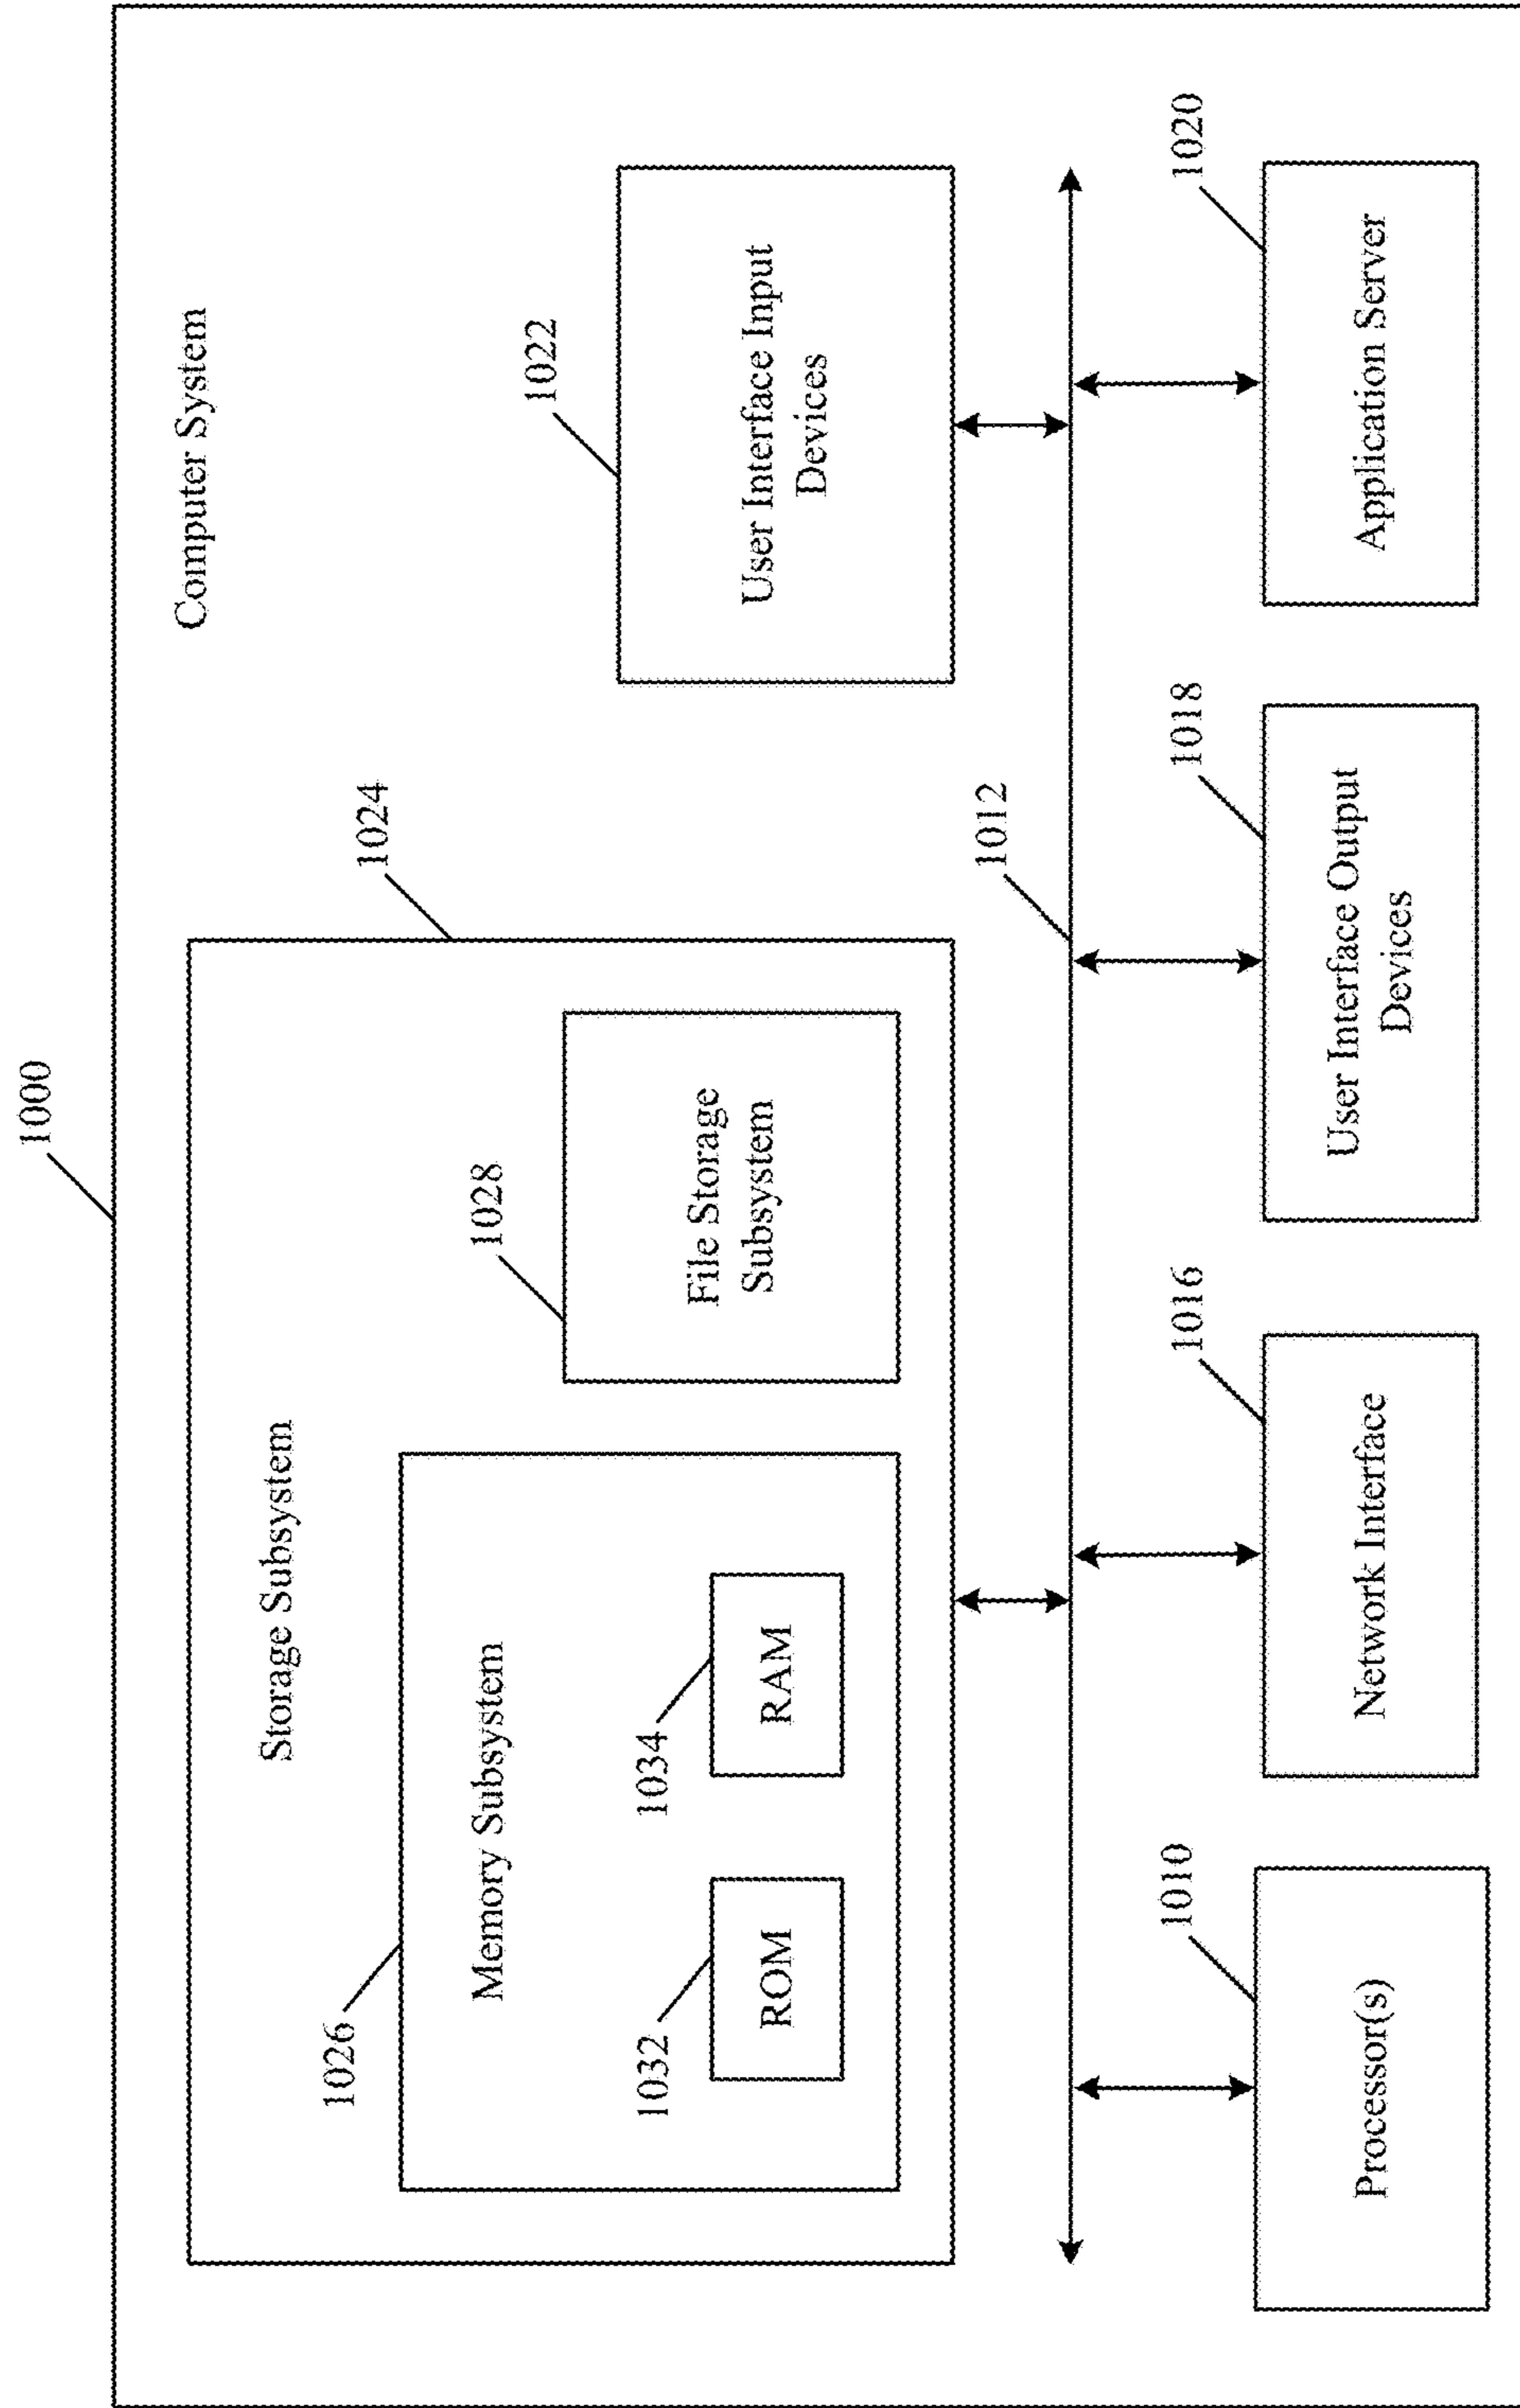 1000
Computer System
Storage Subsystem
1024
1026
Memory Subsystem
1028
1022
File Storage
Subsystem
User Interface Input
Devices
1032
1034
ROM
RAM
1012
1010
1016
1018
1020
Processor(s)
Network Interface
User Interface Output
Devices
Application Server